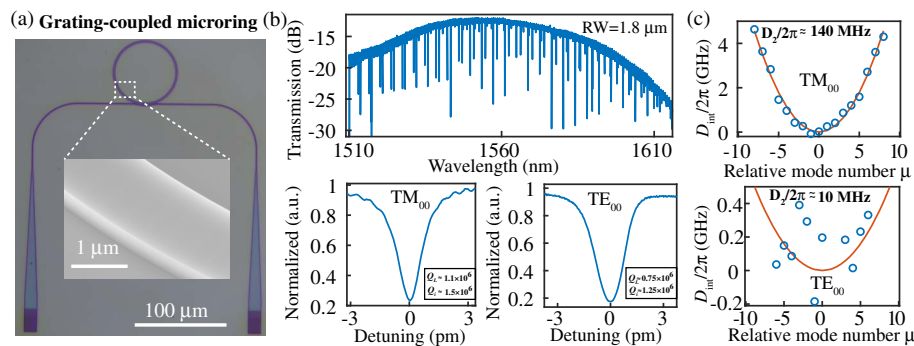 (a) Grating-coupled microring
1 μm
100 μm
(b)
Transmission (dB)
-15
-20
-25
-30
RW=1.8 μm
1510
1560
1610
Wavelength (nm)
Normalized (a.u.)
1
0.8
0.6
0.4
0.2
TM00
QL ≈ 1.1×10^6
Qi ≈ 1.5×10^6
-3
0
3
Detuning (pm)
Normalized (a.u.)
1
0.8
0.6
0.4
0.2
TE00
QL≈0.75×10^6
Qi≈1.25×10^6
-3
0
3
Detuning (pm)
(c)
Dint/2π (GHz)
4
2
0
D2/2π ≈ 140 MHz
TM00
-10
-5
0
5
10
Relative mode number μ
Dint/2π (GHz)
0.4
0.2
0
-0.2
D2/2π ≈ 10 MHz
TE00
-10
-5
0
5
10
Relative mode number μ